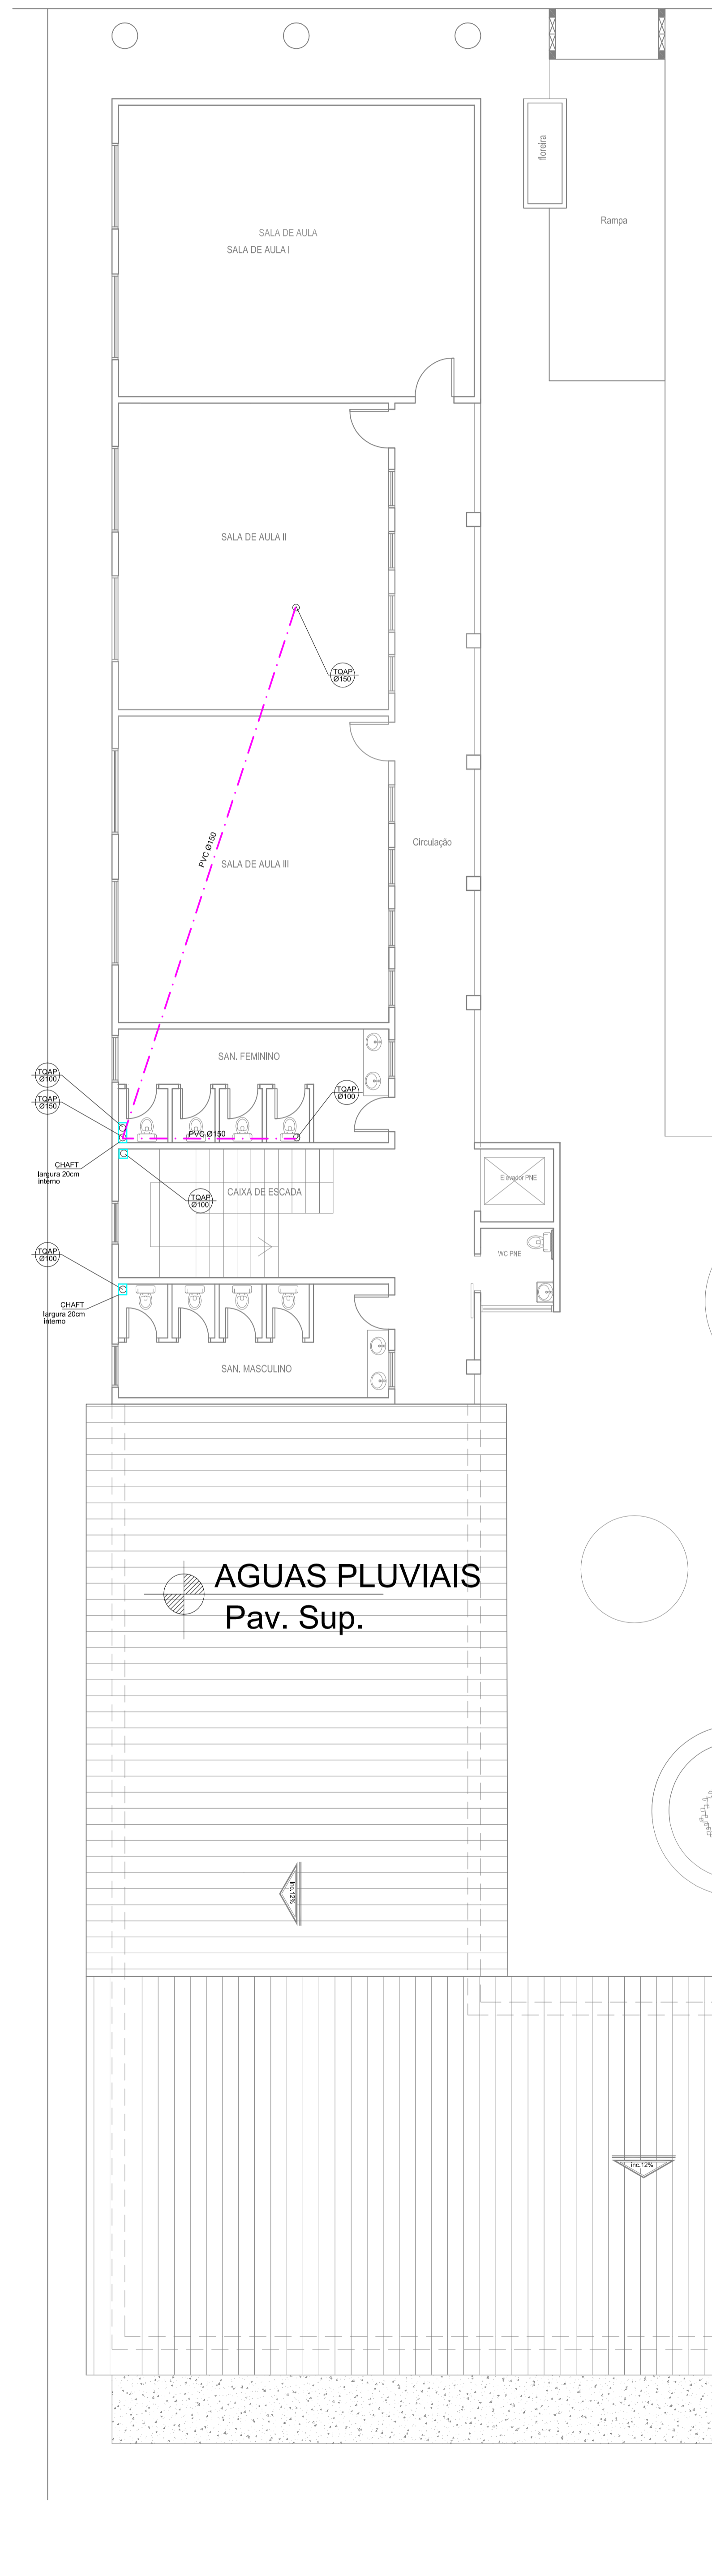 floreira
Rampa
SALA DE AULA
SALA DE AULA I
SALA DE AULA II
TQAP
Ø150
PVC Ø150
SALA DE AULA III
Circulação
SAN. FEMININO
TQAP
Ø100
TQAP
Ø150
TQAP
Ø100
PVC Ø150
CHAFT
largura 20cm
interno
CAIXA DE ESCADA
TQAP
Ø100
Elevador PNE
WC PNE
TQAP
Ø100
CHAFT
largura 20cm
interno
SAN. MASCULINO
AGUAS PLUVIAIS
Pav. Sup.
inc.12%
inc.12%